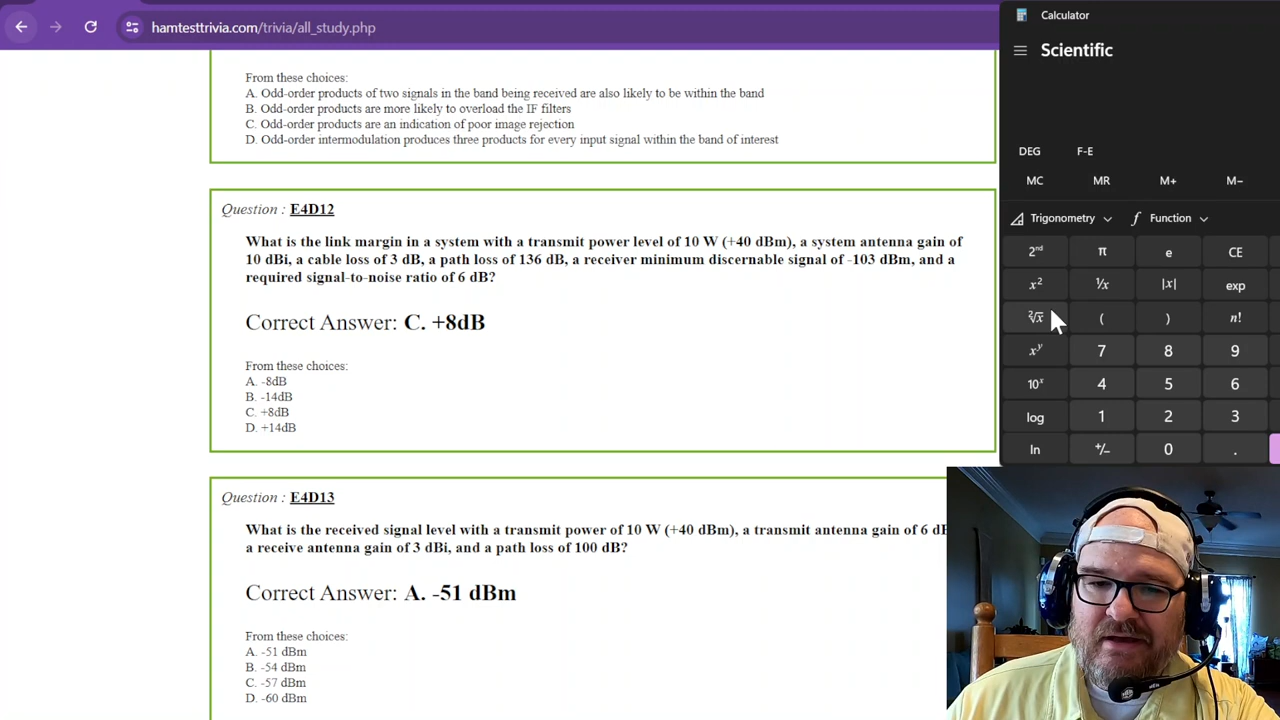 hamtesttrivia.com/trivia/all_study.php
Calculator
Scientific
From these choices:
A. Odd-order products of two signals in the band being received are also likely to be within the band
B. Odd-order products are more likely to overload the IF filters
C. Odd-order products are an indication of poor image rejection
D. Odd-order intermodulation produces three products for every input signal within the band of interest
Question : E4D12
What is the link margin in a system with a transmit power level of 10 W (+40 dBm), a system antenna gain of
10 dBi, a cable loss of 3 dB, a path loss of 136 dB, a receiver minimum discernable signal of -103 dBm, and a
required signal-to-noise ratio of 6 dB?
Correct Answer: C. +8dB
From these choices:
A. -8dB
B. -14dB
C. +8dB
D. +14dB
Question : E4D13
What is the received signal level with a transmit power of 10 W (+40 dBm), a transmit antenna gain of 6 dB
a receive antenna gain of 3 dBi, and a path loss of 100 dB?
Correct Answer: A. -51 dBm
From these choices:
A. -51 dBm
B. -54 dBm
C. -57 dBm
D. -60 dBm
DEG F-E
MC MR M+ M−
Trigonometry Function
2nd π e CE
x² ⅟x |x| exp
²√x ( ) n!
xʸ 7 8 9
10ˣ 4 5 6
log 1 2 3
ln +/− 0 .